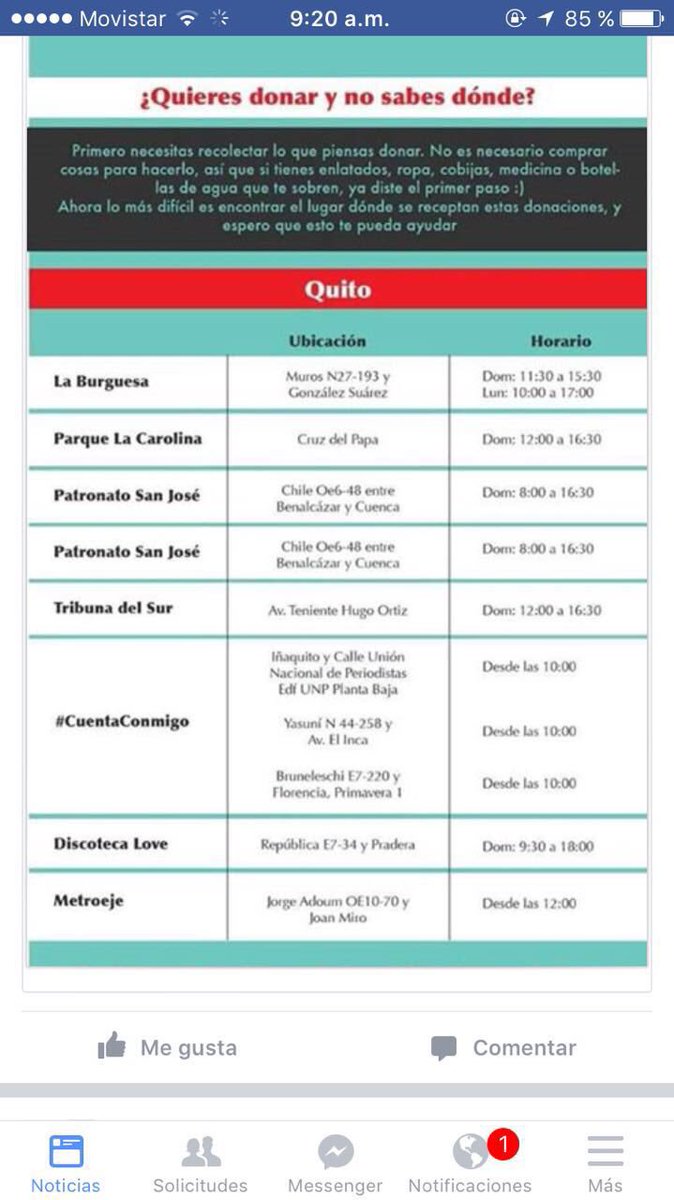 Movistar 9:20 a.m. 85 %
¿Quieres donar y no sabes dónde?
Primero necesitas recolectar lo que piensas donar. No es necesario comprar
cosas para hacerlo, así que si tienes enlatados, ropa, cobijas, medicina o botel-
las de agua que te sobren, ya diste el primer paso :)
Ahora lo más difícil es encontrar el lugar dónde se receptan estas donaciones, y
espero que esto te pueda ayudar
Quito
Ubicación Horario
La Burguesa
Muros N27-193 y
González Suárez
Dom: 11:30 a 15:30
Lun: 10:00 a 17:00
Parque La Carolina
Cruz del Papa
Dom: 12:00 a 16:30
Patronato San José
Chile Oe6-48 entre
Benalcázar y Cuenca
Dom: 8:00 a 16:30
Patronato San José
Chile Oe6-48 entre
Benalcázar y Cuenca
Dom: 8:00 a 16:30
Tribuna del Sur
Av. Teniente Hugo Ortiz
Dom: 12:00 a 16:30
#CuentaConmigo
Iñaquito y Calle Unión
Nacional de Periodistas
Edí UNP Planta Baja
Desde las 10:00
Yasuní N 44-258 y
Av. El Inca
Desde las 10:00
Bruneleschi E7-220 y
Florencia, Primavera 1
Desde las 10:00
Discoteca Love
República E7-34 y Pradera
Dom: 9:30 a 18:00
Metroeje
Jorge Adoum OE10-70 y
Joan Miro
Desde las 12:00
Me gusta Comentar
1
Noticias Solicitudes Messenger Notificaciones Más